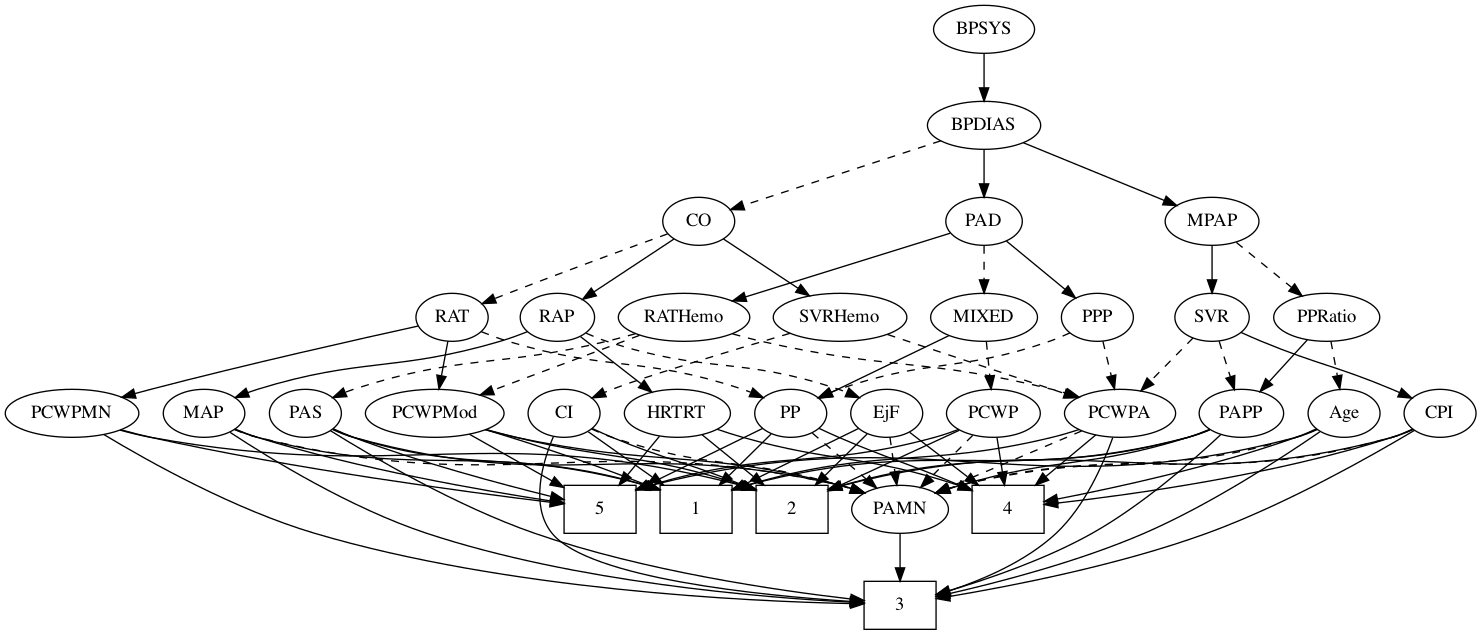 BPSYS
BPDIAS
CO PAD MPAP
RAT RAP RATHemo SVRHemo MIXED PPP SVR PPRatio
PCWPMN MAP PAS PCWPMod CI HRTRT PP EjF PCWP PCWPA PAPP Age CPI
5 1 2 PAMN 4
3